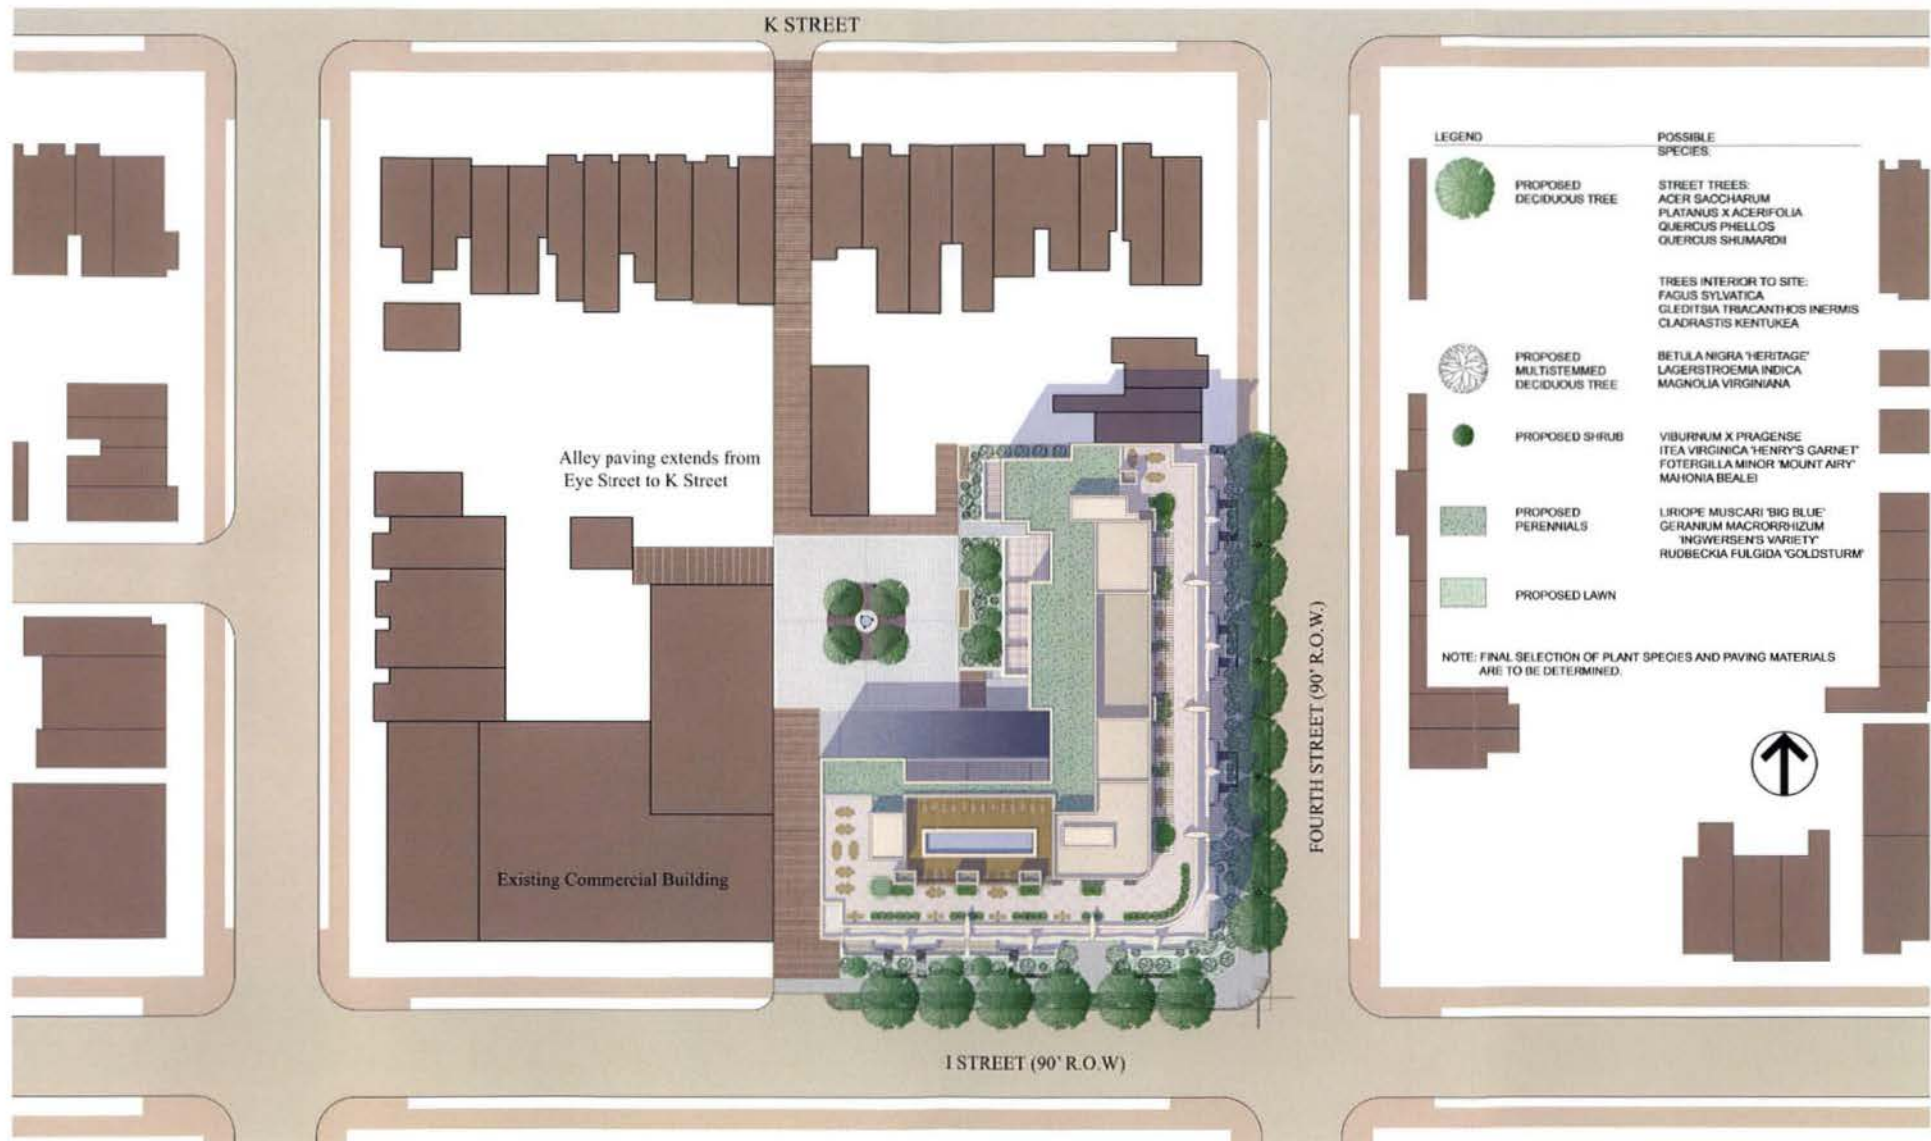 K STREET
LEGEND POSSIBLE SPECIES:
PROPOSED DECIDUOUS TREE
STREET TREES:
ACER SACCHARUM
PLATANUS X ACERIFOLIA
QUERCUS PHELLOS
QUERCUS SHUMARDII
TREES INTERIOR TO SITE:
FAGUS SYLVATICA
GLEDITSIA TRIACANTHOS INERMIS
CLADRASTIS KENTUKEA
PROPOSED
MULTISTEMMED
DECIDUOUS TREE
BETULA NIGRA 'HERITAGE'
LAGERSTROEMIA INDICA
MAGNOLIA VIRGINIANA
PROPOSED SHRUB
VIBURNUM X PRAGENSE
ITEA VIRGINICA 'HENRY'S GARNET'
FOTERGILLA MINOR 'MOUNT AIRY'
MAHONIA BEALEI
PROPOSED
PERENNIALS
LIRIOPE MUSCARI 'BIG BLUE'
GERANIUM MACRORRHIZUM
'INGWERSEN'S VARIETY'
RUDBECKIA FULGIDA 'GOLDSTURM'
PROPOSED LAWN
NOTE: FINAL SELECTION OF PLANT SPECIES AND PAVING MATERIALS
ARE TO BE DETERMINED.
Alley paving extends from
Eye Street to K Street
Existing Commercial Building
FOURTH STREET (90' R.O.W.)
I STREET (90' R.O.W)